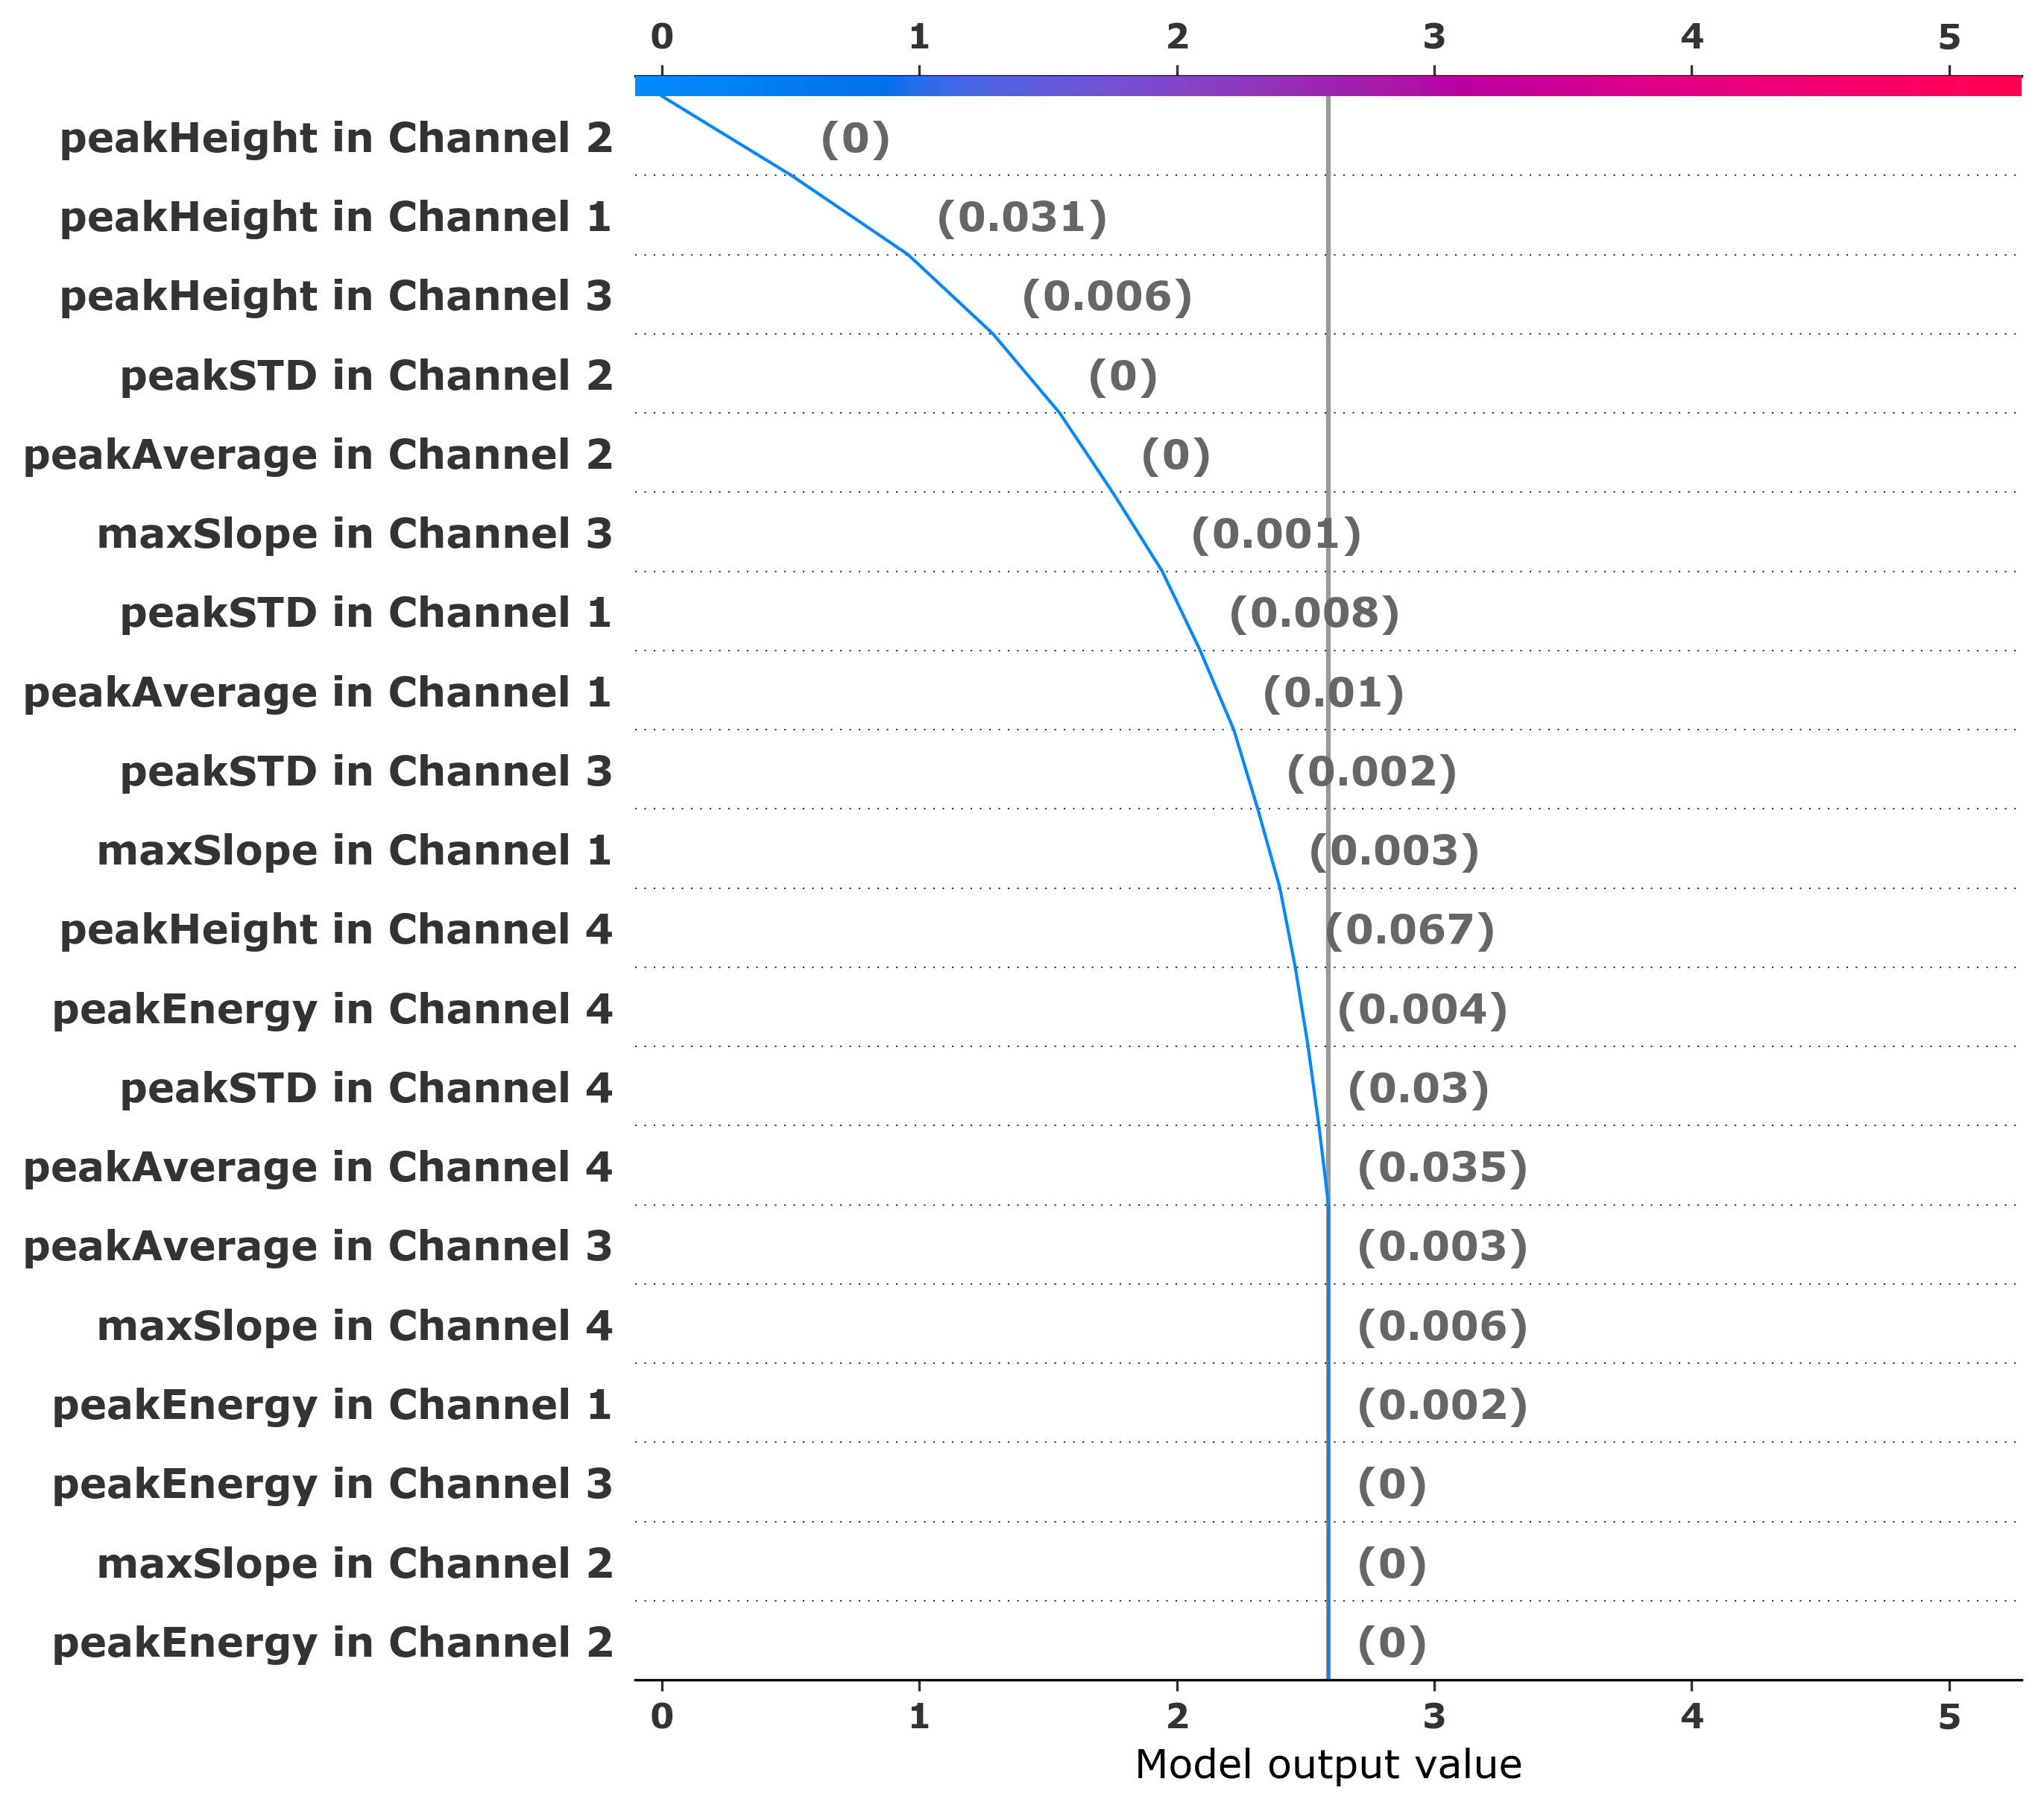 0 1 2 3 4 5
peakHeight in Channel 2 (0)
peakHeight in Channel 1 (0.031)
peakHeight in Channel 3 (0.006)
peakSTD in Channel 2 (0)
peakAverage in Channel 2 (0)
maxSlope in Channel 3 (0.001)
peakSTD in Channel 1 (0.008)
peakAverage in Channel 1 (0.01)
peakSTD in Channel 3 (0.002)
maxSlope in Channel 1 (0.003)
peakHeight in Channel 4 (0.067)
peakEnergy in Channel 4 (0.004)
peakSTD in Channel 4 (0.03)
peakAverage in Channel 4 (0.035)
peakAverage in Channel 3 (0.003)
maxSlope in Channel 4 (0.006)
peakEnergy in Channel 1 (0.002)
peakEnergy in Channel 3 (0)
maxSlope in Channel 2 (0)
peakEnergy in Channel 2 (0)
0 1 2 3 4 5
Model output value